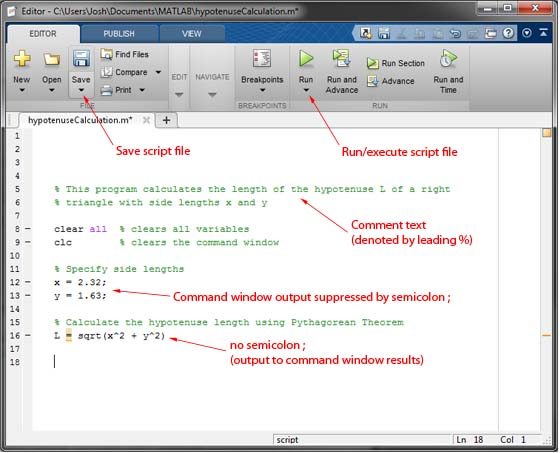 Editor - C:\Users\Josh\Documents\MATLAB\hypotenuseCalculation.m*
EDITOR PUBLISH VIEW
New Open Save Find Files Compare Print EDIT NAVIGATE Breakpoints Run Run and Advance Run Section Advance Run and Time
FILE BREAKPOINTS RUN
hypotenuseCalculation.m* × +
Save script file
Run/execute script file
1
2
3
4
5 % This program calculates the length of the hypotenuse L of a right
6 % triangle with side lengths x and y
7
Comment text
(denoted by leading %)
8 – clear all % clears all variables
9 – clc % clears the command window
10
11 % Specify side lengths
12 – x = 2.32;
13 – y = 1.63;
Command window output suppressed by semicolon ;
14
15 % Calculate the hypotenuse length using Pythagorean Theorem
16 – L = sqrt(x^2 + y^2)
no semicolon ;
(output to command window results)
17
18
script Ln 18 Col 1